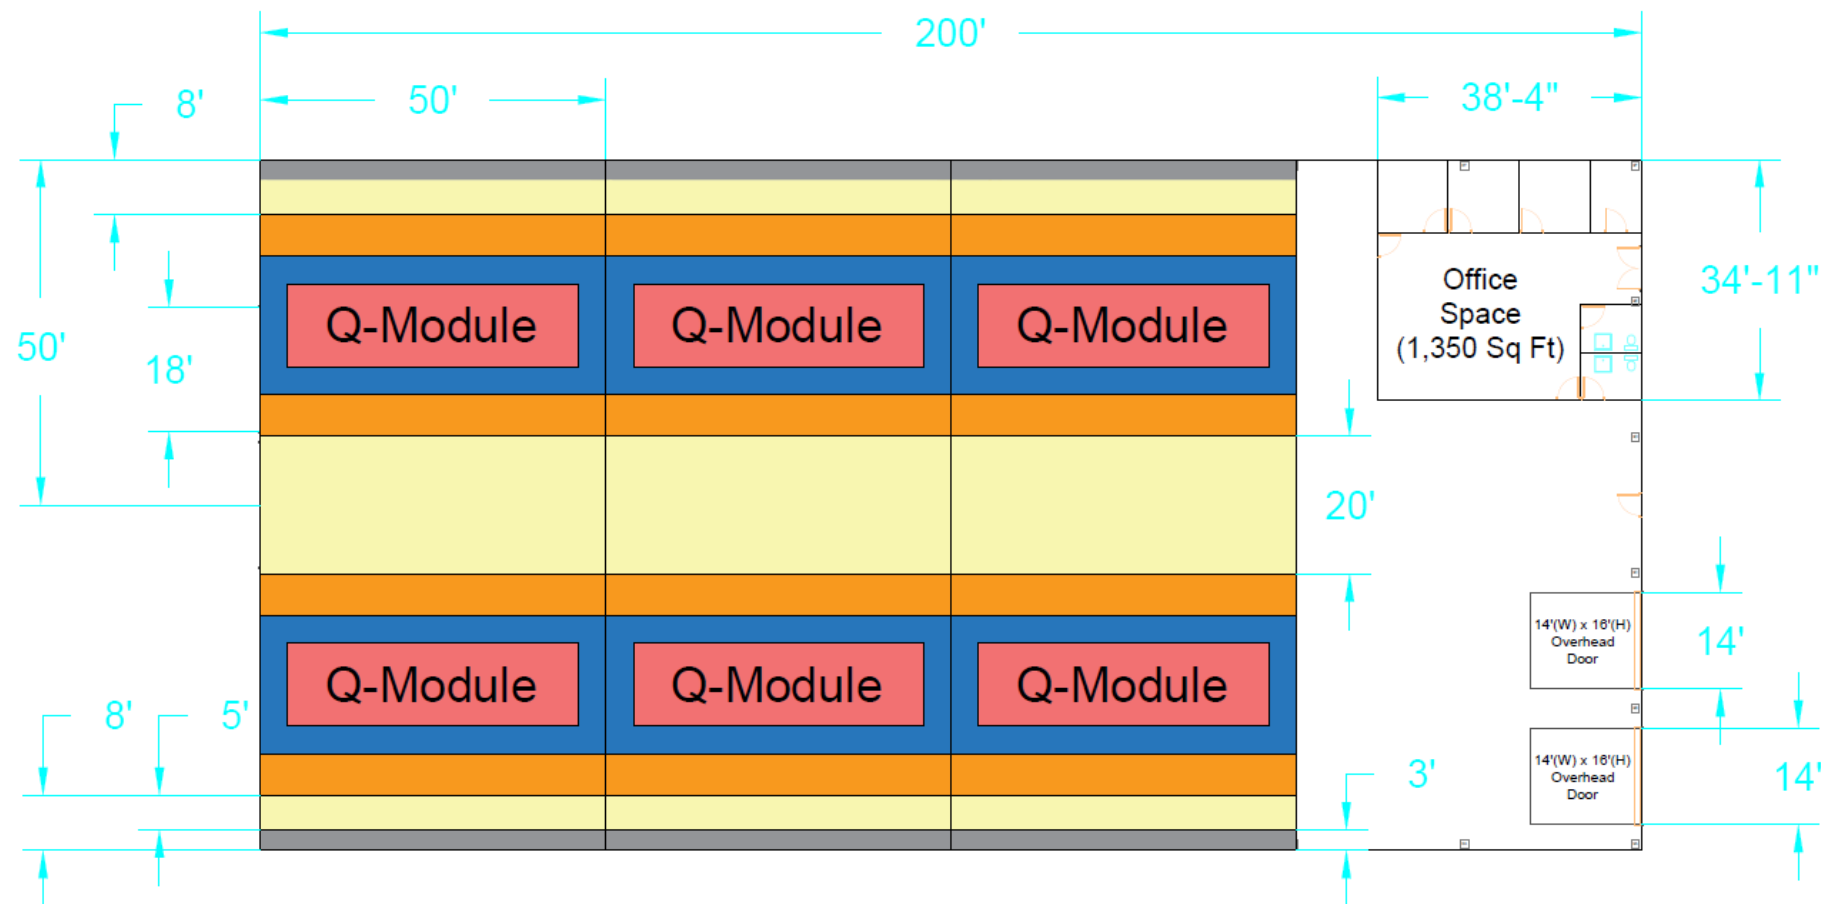 200'
8'
50'
38'-4"
50'
18'
Q-Module
Q-Module
Q-Module
Office
Space
(1,350 Sq Ft)
34'-11"
20'
14'(W) x 16'(H)
Overhead
Door
14'
Q-Module
Q-Module
Q-Module
8'
5'
3'
14'(W) x 16'(H)
Overhead
Door
14'